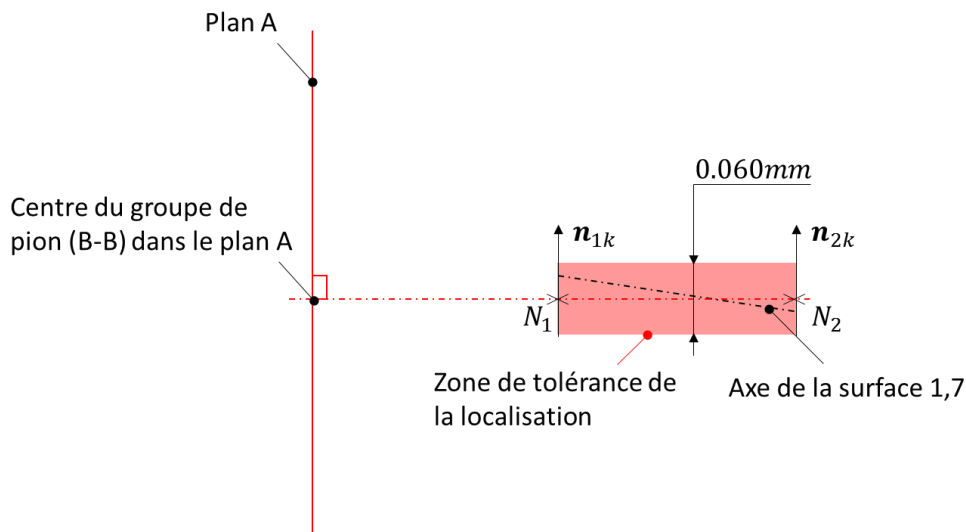 Plan A
0.060mm
Centre du groupe de
pion (B-B) dans le plan A
n1k
n2k
N1
N2
Zone de tolérance de
la localisation
Axe de la surface 1,7